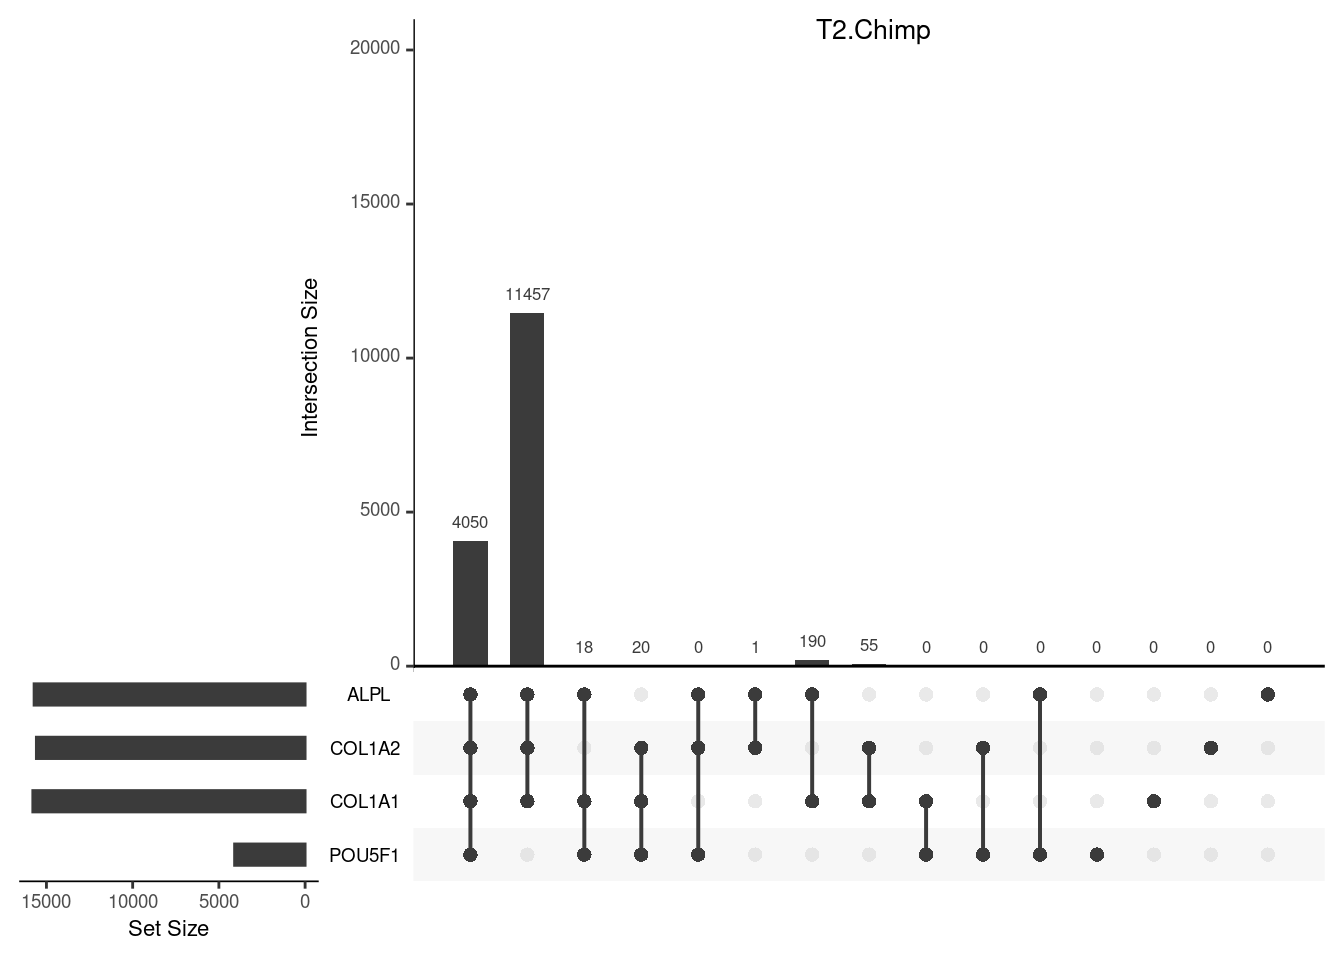 T2.Chimp
20000
15000
10000
5000
0
Intersection Size
11457
4050
18 20 0 1 190 55 0 0 0 0 0 0 0
ALPL
COL1A2
COL1A1
POU5F1
15000 10000 5000 0
Set Size